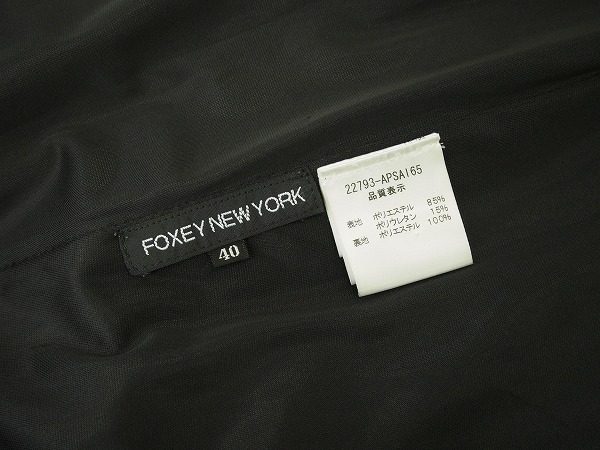 FOXEY NEW YORK
40
22793-APSAI65
品質表示
表地 ポリエステル 85%
ポリウレタン 15%
裏地 ポリエステル 100%